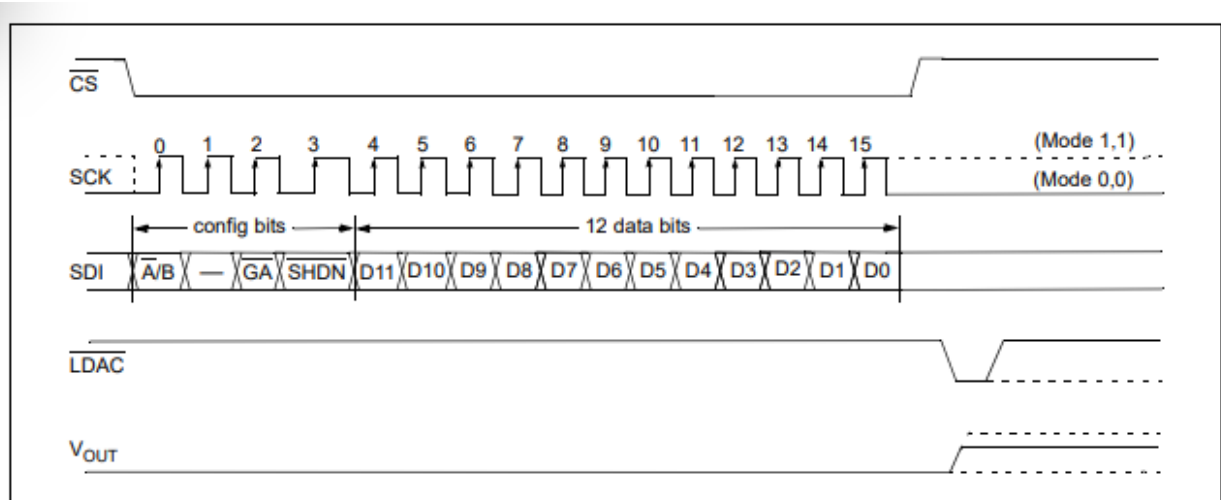 CS
0 1 2 3 4 5 6 7 8 9 10 11 12 13 14 15
(Mode 1,1)
SCK
(Mode 0,0)
config bits
12 data bits
SDI
A/B — GA SHDN D11 D10 D9 D8 D7 D6 D5 D4 D3 D2 D1 D0
LDAC
VOUT